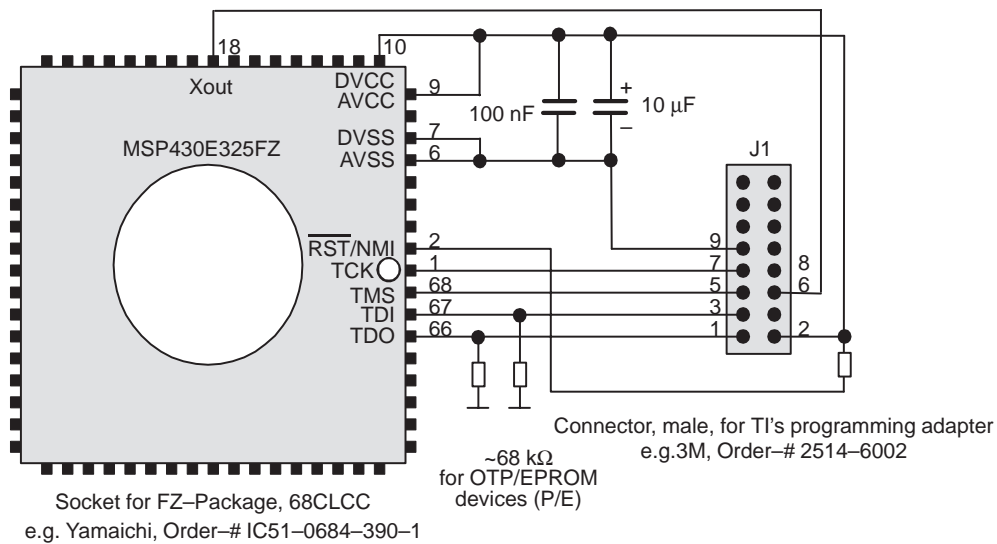 18
10
Xout
DVCC
9
AVCC
100 nF
+
10 μF
–
7
DVSS
6
AVSS
MSP430E325FZ
J1
RST/NMI
2
9
TCK
1
7
8
TMS
68
5
6
TDI
67
3
TDO
66
1
2
Connector, male, for TI's programming adapter
e.g.3M, Order–# 2514–6002
~68 kΩ
for OTP/EPROM
devices (P/E)
Socket for FZ–Package, 68CLCC
e.g. Yamaichi, Order–# IC51–0684–390–1